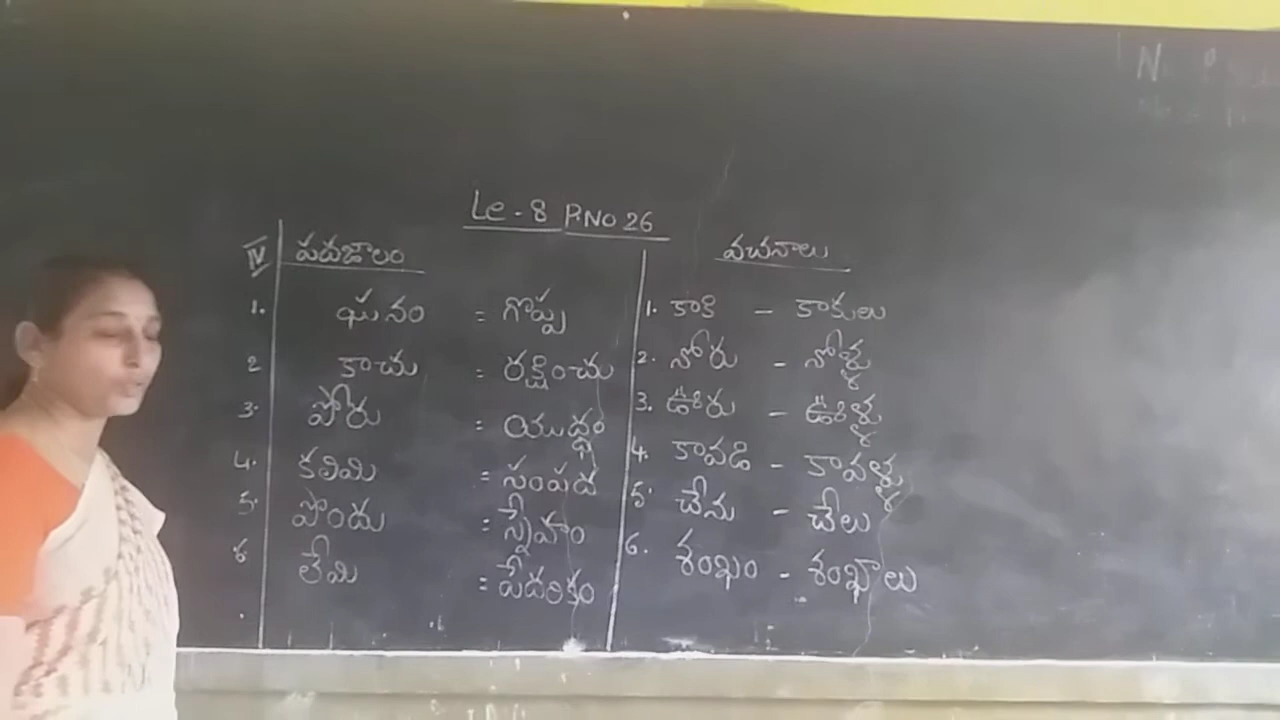 Le - 8 P.No 26
IV పదజాలం
1. ఘనం = గొప్ప
2 కాచు = రక్షించు
3. పోరు = యుద్ధం
4. కలిమి = సంపద
5. పొందు = స్నేహం
6 లేమి = పేదరికం
వచనాలు
1. కాకి - కాకులు
2. నోరు - నోళ్ళు
3. ఊరు - ఊళ్ళు
4. కావడి - కావళ్ళు
5. చేను - చేలు
6. శంఖం - శంఖాలు